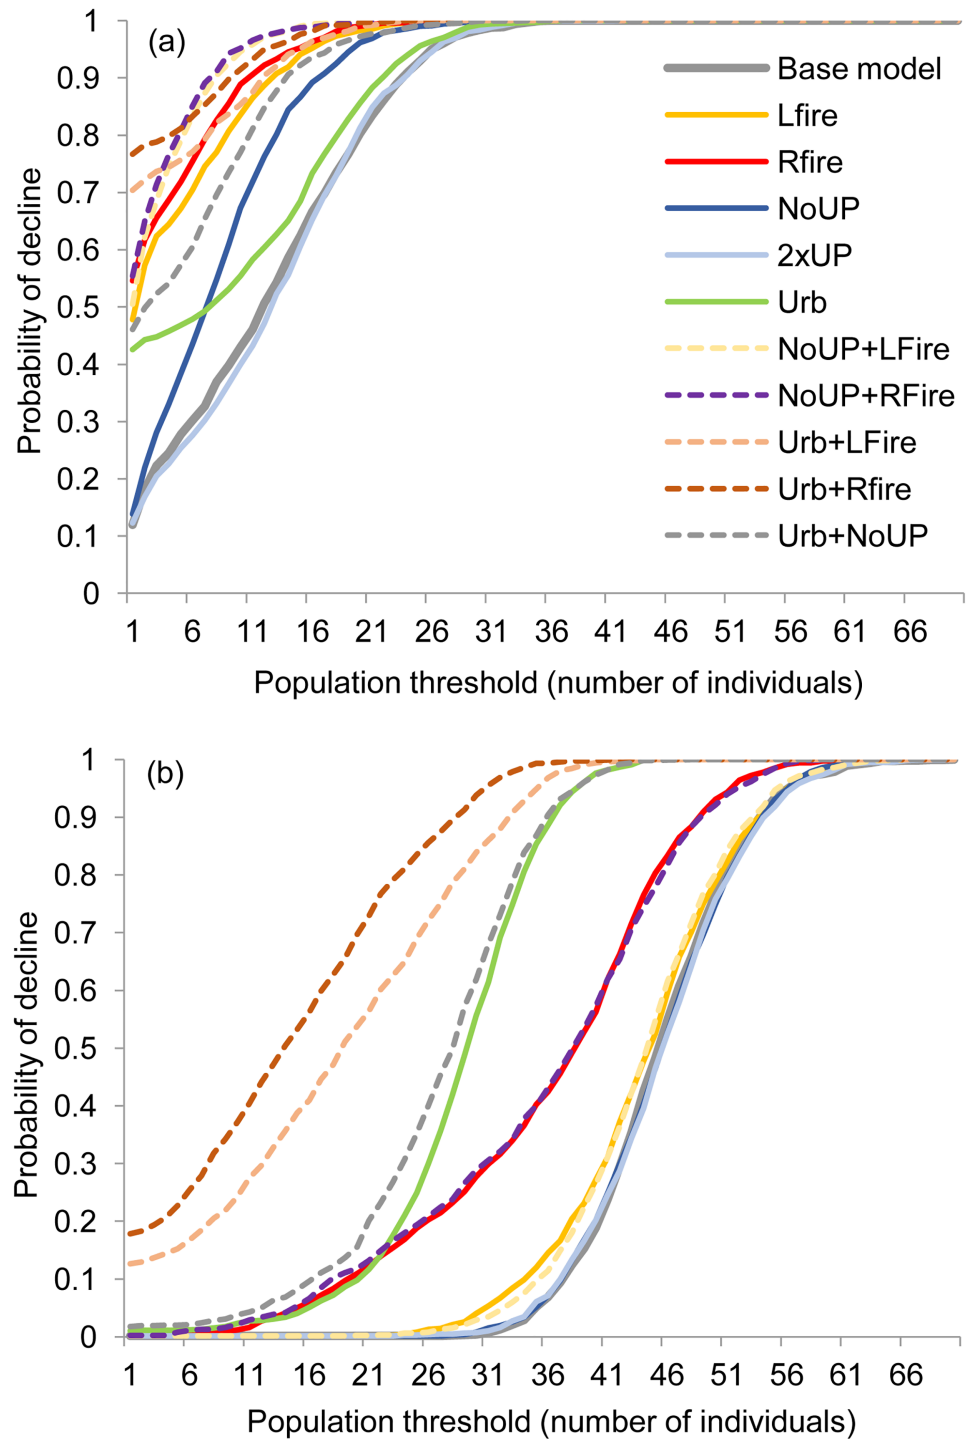 (a)
Probability of decline
1
0.9
0.8
0.7
0.6
0.5
0.4
0.3
0.2
0.1
0
Base model
Lfire
Rfire
NoUP
2xUP
Urb
NoUP+LFire
NoUP+RFire
Urb+LFire
Urb+Rfire
Urb+NoUP
1 6 11 16 21 26 31 36 41 46 51 56 61 66
Population threshold (number of individuals)
(b)
Probability of decline
1
0.9
0.8
0.7
0.6
0.5
0.4
0.3
0.2
0.1
0
1 6 11 16 21 26 31 36 41 46 51 56 61 66
Population threshold (number of individuals)